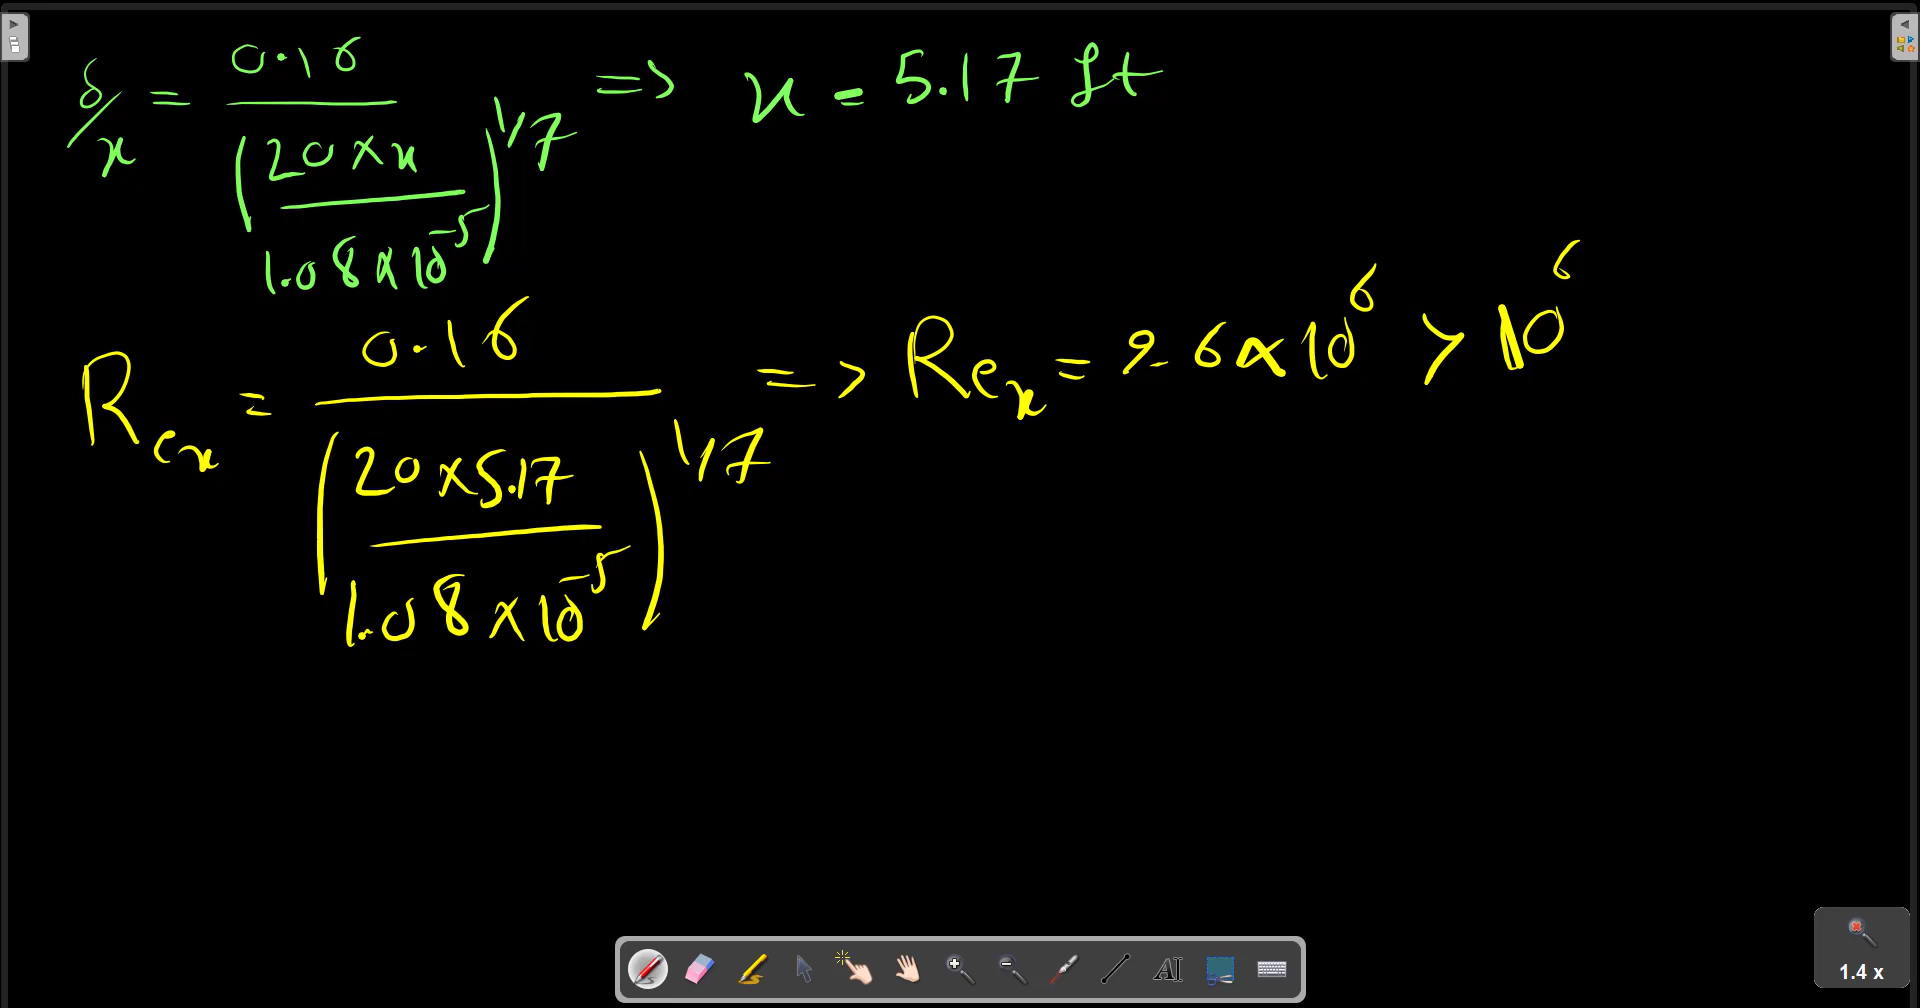 δ/x = 0.16 / (20 × x / 1.08 × 10^-5)^1/7 => x = 5.17 ft
Re_x = 0.16 / (20 × 5.17 / 1.08 × 10^-5)^1/7 => Re_x = 9.6 × 10^6 > 10^6
1.4 x